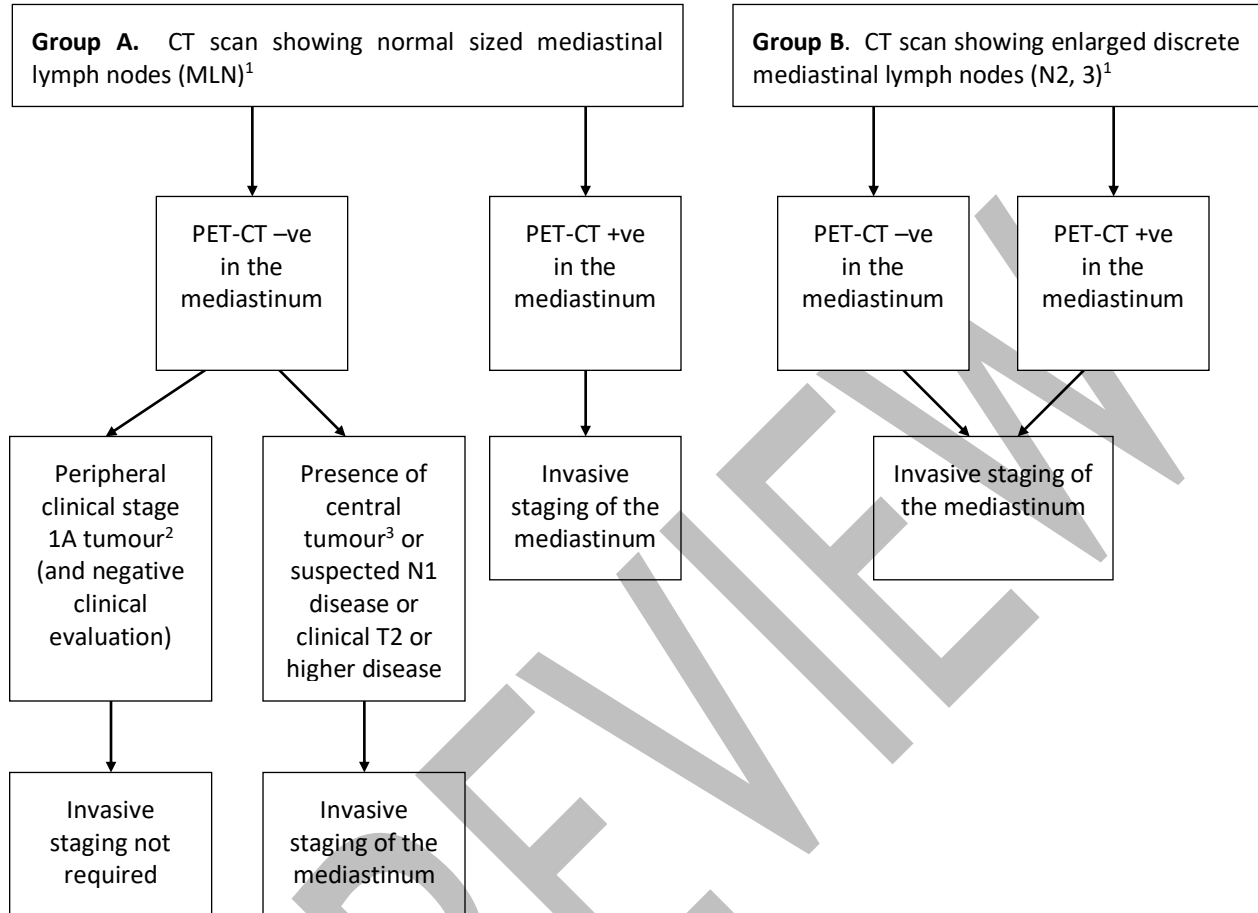 Group A. CT scan showing normal sized mediastinal
lymph nodes (MLN)1
Group B. CT scan showing enlarged discrete
mediastinal lymph nodes (N2, 3)1
PET-CT –ve
in the
mediastinum
PET-CT +ve
in the
mediastinum
PET-CT –ve
in the
mediastinum
PET-CT +ve
in the
mediastinum
Peripheral
clinical stage
1A tumour2
(and negative
clinical
evaluation)
Presence of
central
tumour3 or
suspected N1
disease or
clinical T2 or
higher disease
Invasive
staging of the
mediastinum
Invasive staging of
the mediastinum
Invasive
staging not
required
Invasive
staging of the
mediastinum
PREVIEW